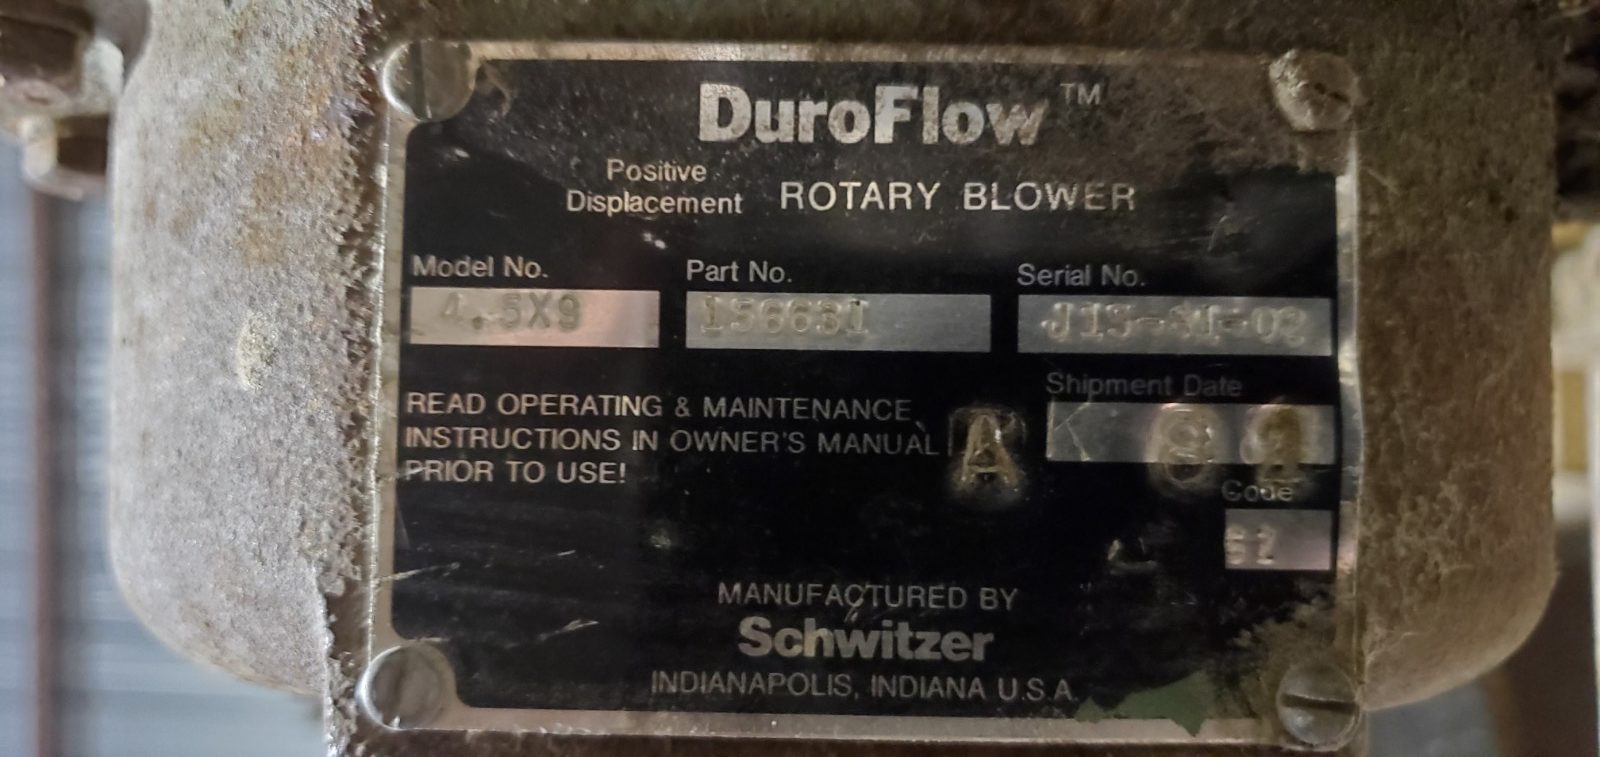 DuroFlow™
Positive
Displacement ROTARY BLOWER
Model No. Part No. Serial No.
4.5X9 156631
Shipment Date
READ OPERATING & MAINTENANCE
INSTRUCTIONS IN OWNER'S MANUAL A
PRIOR TO USE!
Code
MANUFACTURED BY
Schwitzer
INDIANAPOLIS, INDIANA U.S.A.